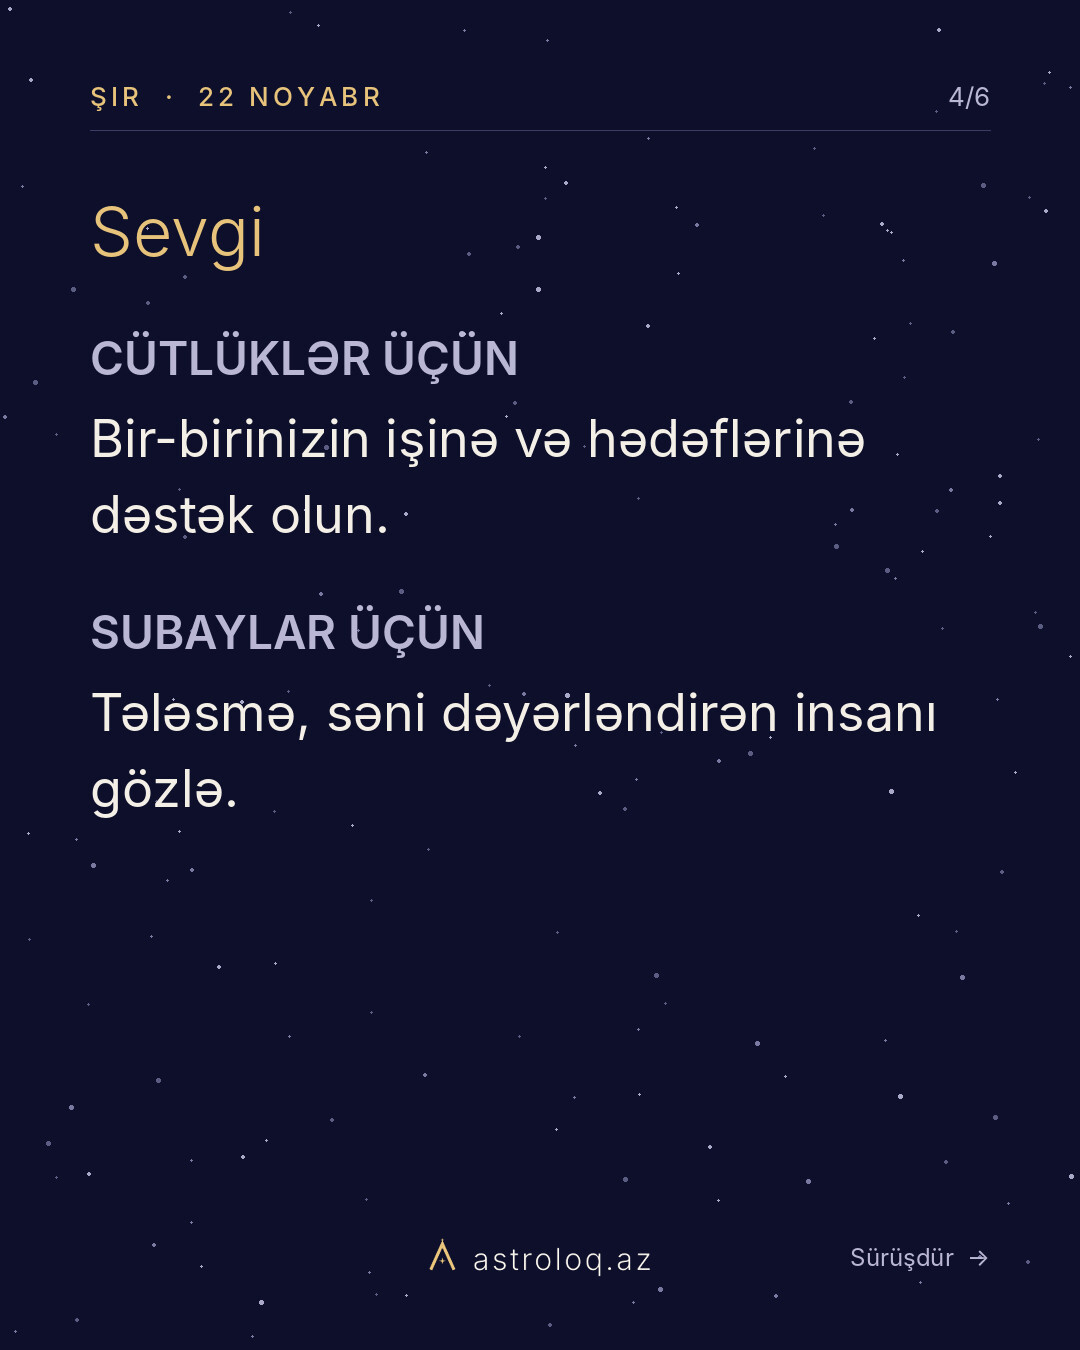 ŞIR · 22 NOYABR 4/6
Sevgi
CÜTLÜKLƏR ÜÇÜN
Bir-birinizin işinə və hədəflərinə
dəstək olun.
SUBAYLAR ÜÇÜN
Tələsmə, səni dəyərləndirən insanı
gözlə.
astroloq.az Sürüşdür →